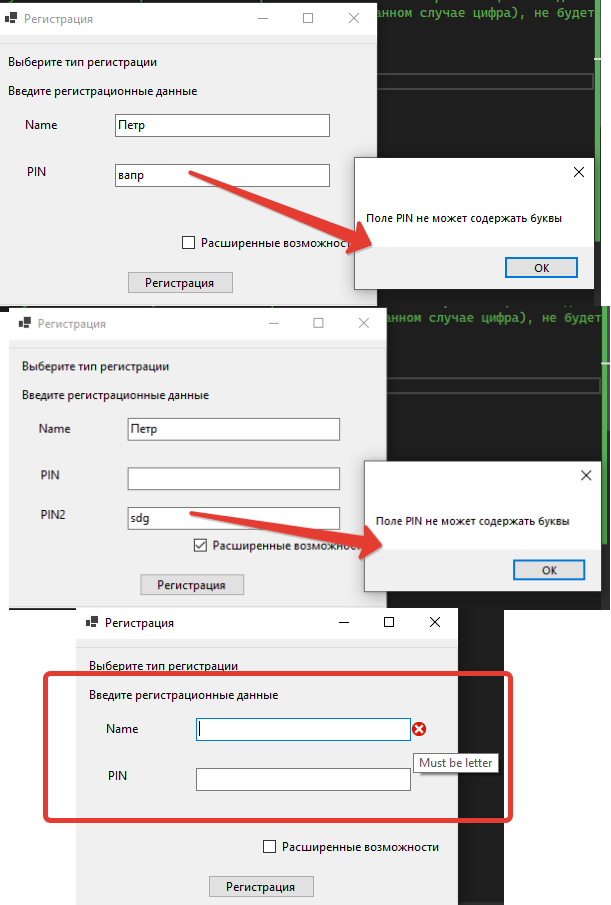 Регистрация
анном случае цифра), не будет
Выберите тип регистрации
Введите регистрационные данные
Name
Петр
PIN
вапр
Поле PIN не может содержать буквы
Расширенные возможност
OK
Регистрация
Регистрация
анном случае цифра), не будет
Выберите тип регистрации
Введите регистрационные данные
Name
Петр
PIN
PIN2
sdg
Поле PIN не может содержать буквы
Расширенные возможност
OK
Регистрация
Регистрация
Выберите тип регистрации
Введите регистрационные данные
Name
Must be letter
PIN
Расширенные возможности
Регистрация